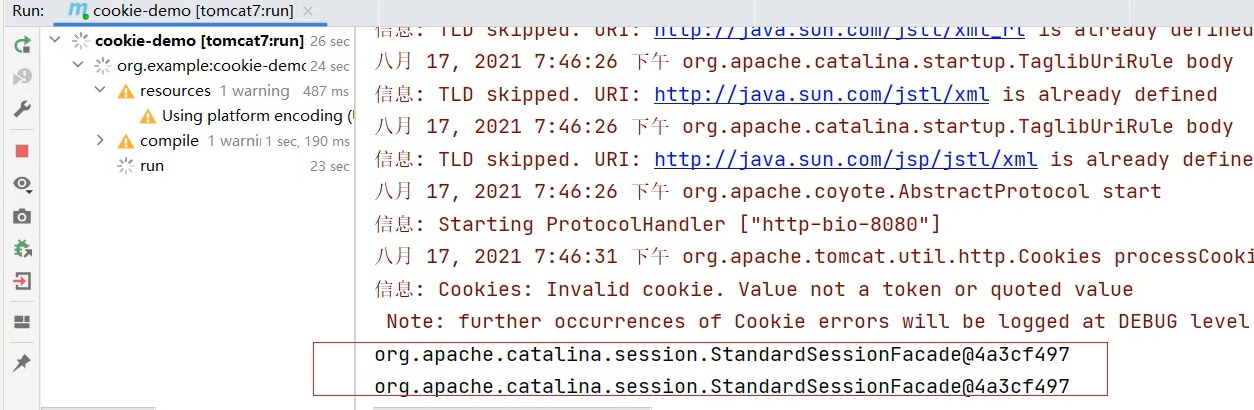 Run: cookie-demo [tomcat7:run] ×
cookie-demo [tomcat7:run] 26 sec
org.example:cookie-demo 24 sec
resources 1 warning 487 ms
Using platform encoding (
compile 1 warni 1 sec, 190 ms
run 23 sec
信息: TLD skipped. URI: http://java.sun.com/jstl/xml_rt is already defined
八月 17, 2021 7:46:26 下午 org.apache.catalina.startup.TaglibUriRule body
信息: TLD skipped. URI: http://java.sun.com/jstl/xml is already defined
八月 17, 2021 7:46:26 下午 org.apache.catalina.startup.TaglibUriRule body
信息: TLD skipped. URI: http://java.sun.com/jsp/jstl/xml is already define
八月 17, 2021 7:46:26 下午 org.apache.coyote.AbstractProtocol start
信息: Starting ProtocolHandler ["http-bio-8080"]
八月 17, 2021 7:46:31 下午 org.apache.tomcat.util.http.Cookies processCooki
信息: Cookies: Invalid cookie. Value not a token or quoted value
Note: further occurrences of Cookie errors will be logged at DEBUG level.
org.apache.catalina.session.StandardSessionFacade@4a3cf497
org.apache.catalina.session.StandardSessionFacade@4a3cf497